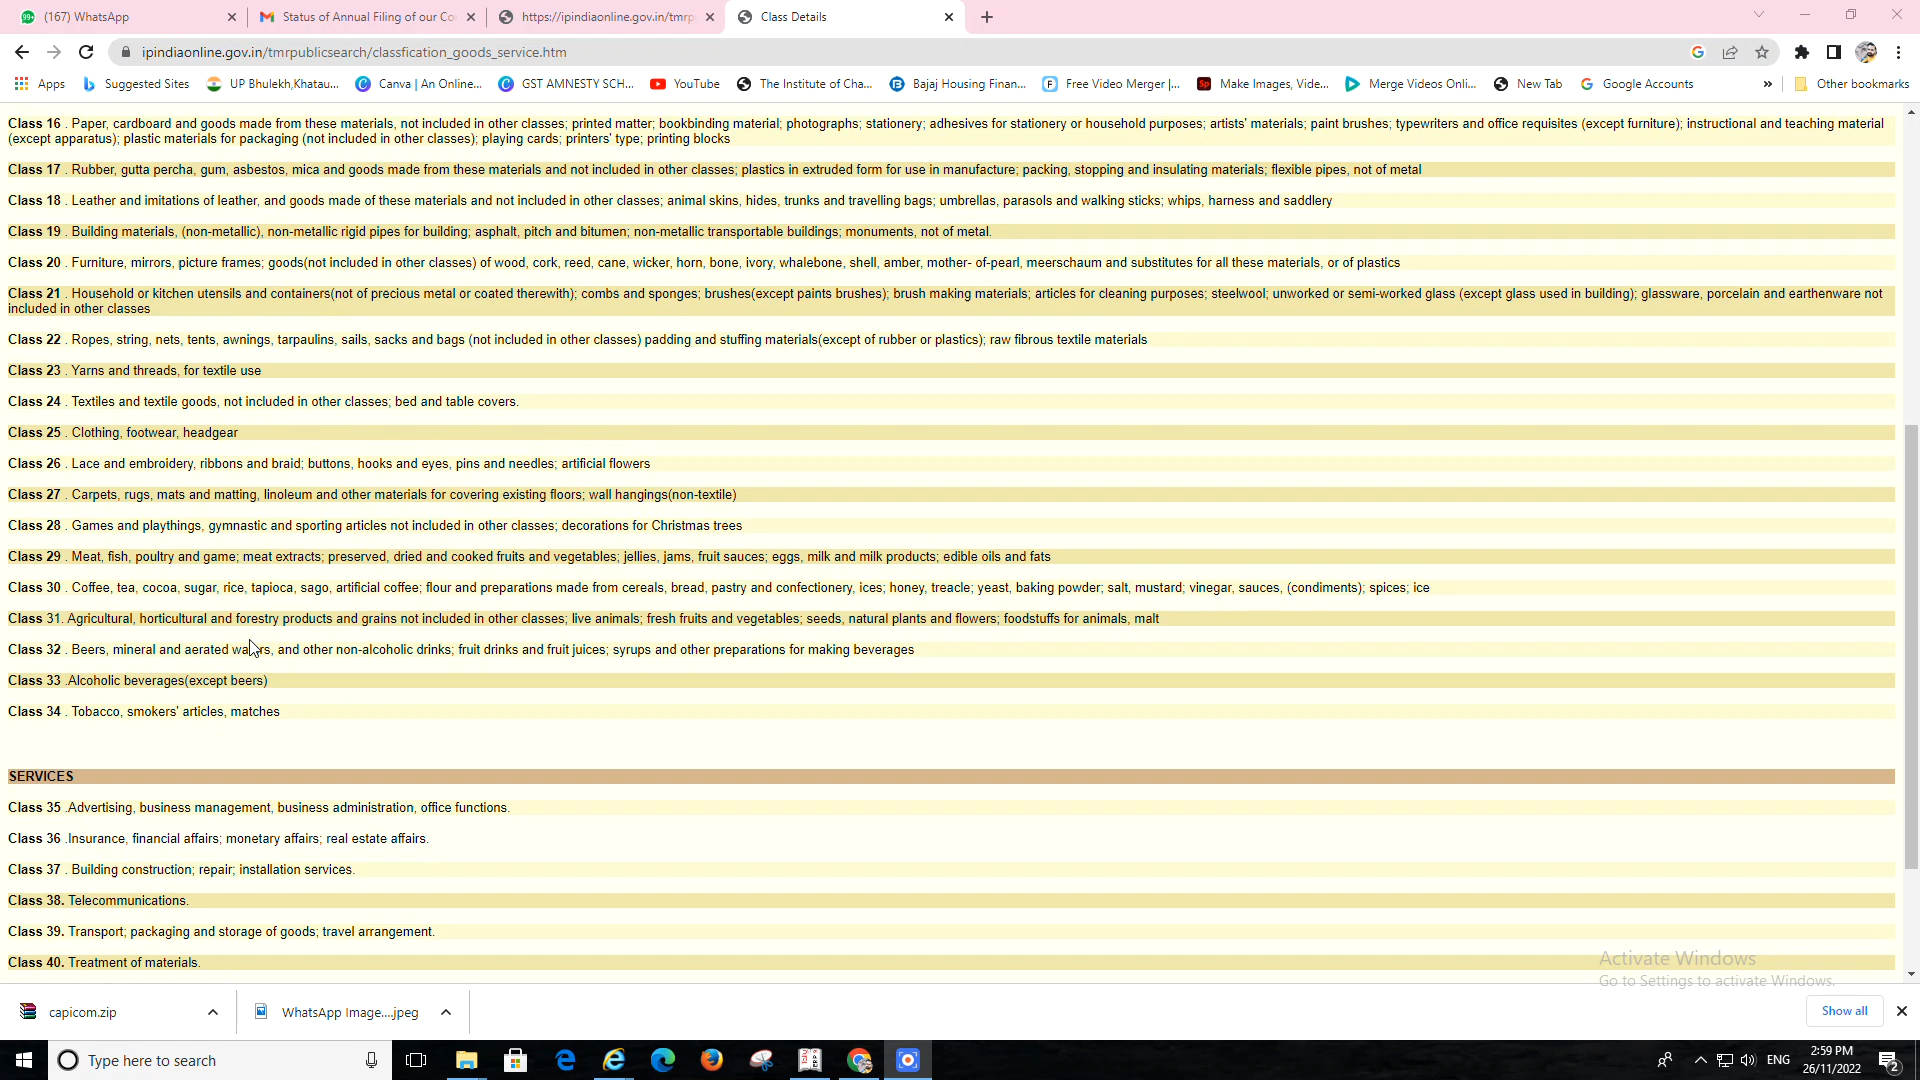 (167) WhatsApp
Status of Annual Filing of our Co
https://ipindiaonline.gov.in/tmrp
Class Details
ipindiaonline.gov.in/tmrpublicsearch/classfication_goods_service.htm
Apps
Suggested Sites
UP Bhulekh,Khatau...
Canva | An Online...
GST AMNESTY SCH...
YouTube
The Institute of Cha...
Bajaj Housing Finan...
Free Video Merger |...
Make Images, Vide...
Merge Videos Onli...
New Tab
Google Accounts
»
Other bookmarks
Class 16 . Paper, cardboard and goods made from these materials, not included in other classes; printed matter; bookbinding material; photographs; stationery; adhesives for stationery or household purposes; artists' materials; paint brushes; typewriters and office requisites (except furniture); instructional and teaching material
(except apparatus); plastic materials for packaging (not included in other classes); playing cards; printers' type; printing blocks
Class 17 . Rubber, gutta percha, gum, asbestos, mica and goods made from these materials and not included in other classes; plastics in extruded form for use in manufacture; packing, stopping and insulating materials; flexible pipes, not of metal
Class 18 . Leather and imitations of leather, and goods made of these materials and not included in other classes; animal skins, hides, trunks and travelling bags; umbrellas, parasols and walking sticks; whips, harness and saddlery
Class 19 . Building materials, (non-metallic), non-metallic rigid pipes for building; asphalt, pitch and bitumen; non-metallic transportable buildings; monuments, not of metal.
Class 20 . Furniture, mirrors, picture frames; goods(not included in other classes) of wood, cork, reed, cane, wicker, horn, bone, ivory, whalebone, shell, amber, mother- of-pearl, meerschaum and substitutes for all these materials, or of plastics
Class 21 . Household or kitchen utensils and containers(not of precious metal or coated therewith); combs and sponges; brushes(except paints brushes); brush making materials; articles for cleaning purposes; steelwool; unworked or semi-worked glass (except glass used in building); glassware, porcelain and earthenware not
included in other classes
Class 22 . Ropes, string, nets, tents, awnings, tarpaulins, sails, sacks and bags (not included in other classes) padding and stuffing materials(except of rubber or plastics); raw fibrous textile materials
Class 23 . Yarns and threads, for textile use
Class 24 . Textiles and textile goods, not included in other classes; bed and table covers.
Class 25 . Clothing, footwear, headgear
Class 26 . Lace and embroidery, ribbons and braid; buttons, hooks and eyes, pins and needles; artificial flowers
Class 27 . Carpets, rugs, mats and matting, linoleum and other materials for covering existing floors; wall hangings(non-textile)
Class 28 . Games and playthings, gymnastic and sporting articles not included in other classes; decorations for Christmas trees
Class 29 . Meat, fish, poultry and game; meat extracts; preserved, dried and cooked fruits and vegetables; jellies, jams, fruit sauces; eggs, milk and milk products; edible oils and fats
Class 30 . Coffee, tea, cocoa, sugar, rice, tapioca, sago, artificial coffee; flour and preparations made from cereals, bread, pastry and confectionery, ices; honey, treacle; yeast, baking powder; salt, mustard; vinegar, sauces, (condiments); spices; ice
Class 31. Agricultural, horticultural and forestry products and grains not included in other classes; live animals; fresh fruits and vegetables; seeds, natural plants and flowers; foodstuffs for animals, malt
Class 32 . Beers, mineral and aerated waters, and other non-alcoholic drinks; fruit drinks and fruit juices; syrups and other preparations for making beverages
Class 33 .Alcoholic beverages(except beers)
Class 34 . Tobacco, smokers' articles, matches
SERVICES
Class 35 .Advertising, business management, business administration, office functions.
Class 36 .Insurance, financial affairs; monetary affairs; real estate affairs.
Class 37 . Building construction; repair; installation services.
Class 38. Telecommunications.
Class 39. Transport; packaging and storage of goods; travel arrangement.
Class 40. Treatment of materials.
Activate Windows
Go to Settings to activate Windows.
capicom.zip
WhatsApp Image....jpeg
Show all
Type here to search
ENG
2:59 PM
26/11/2022
2